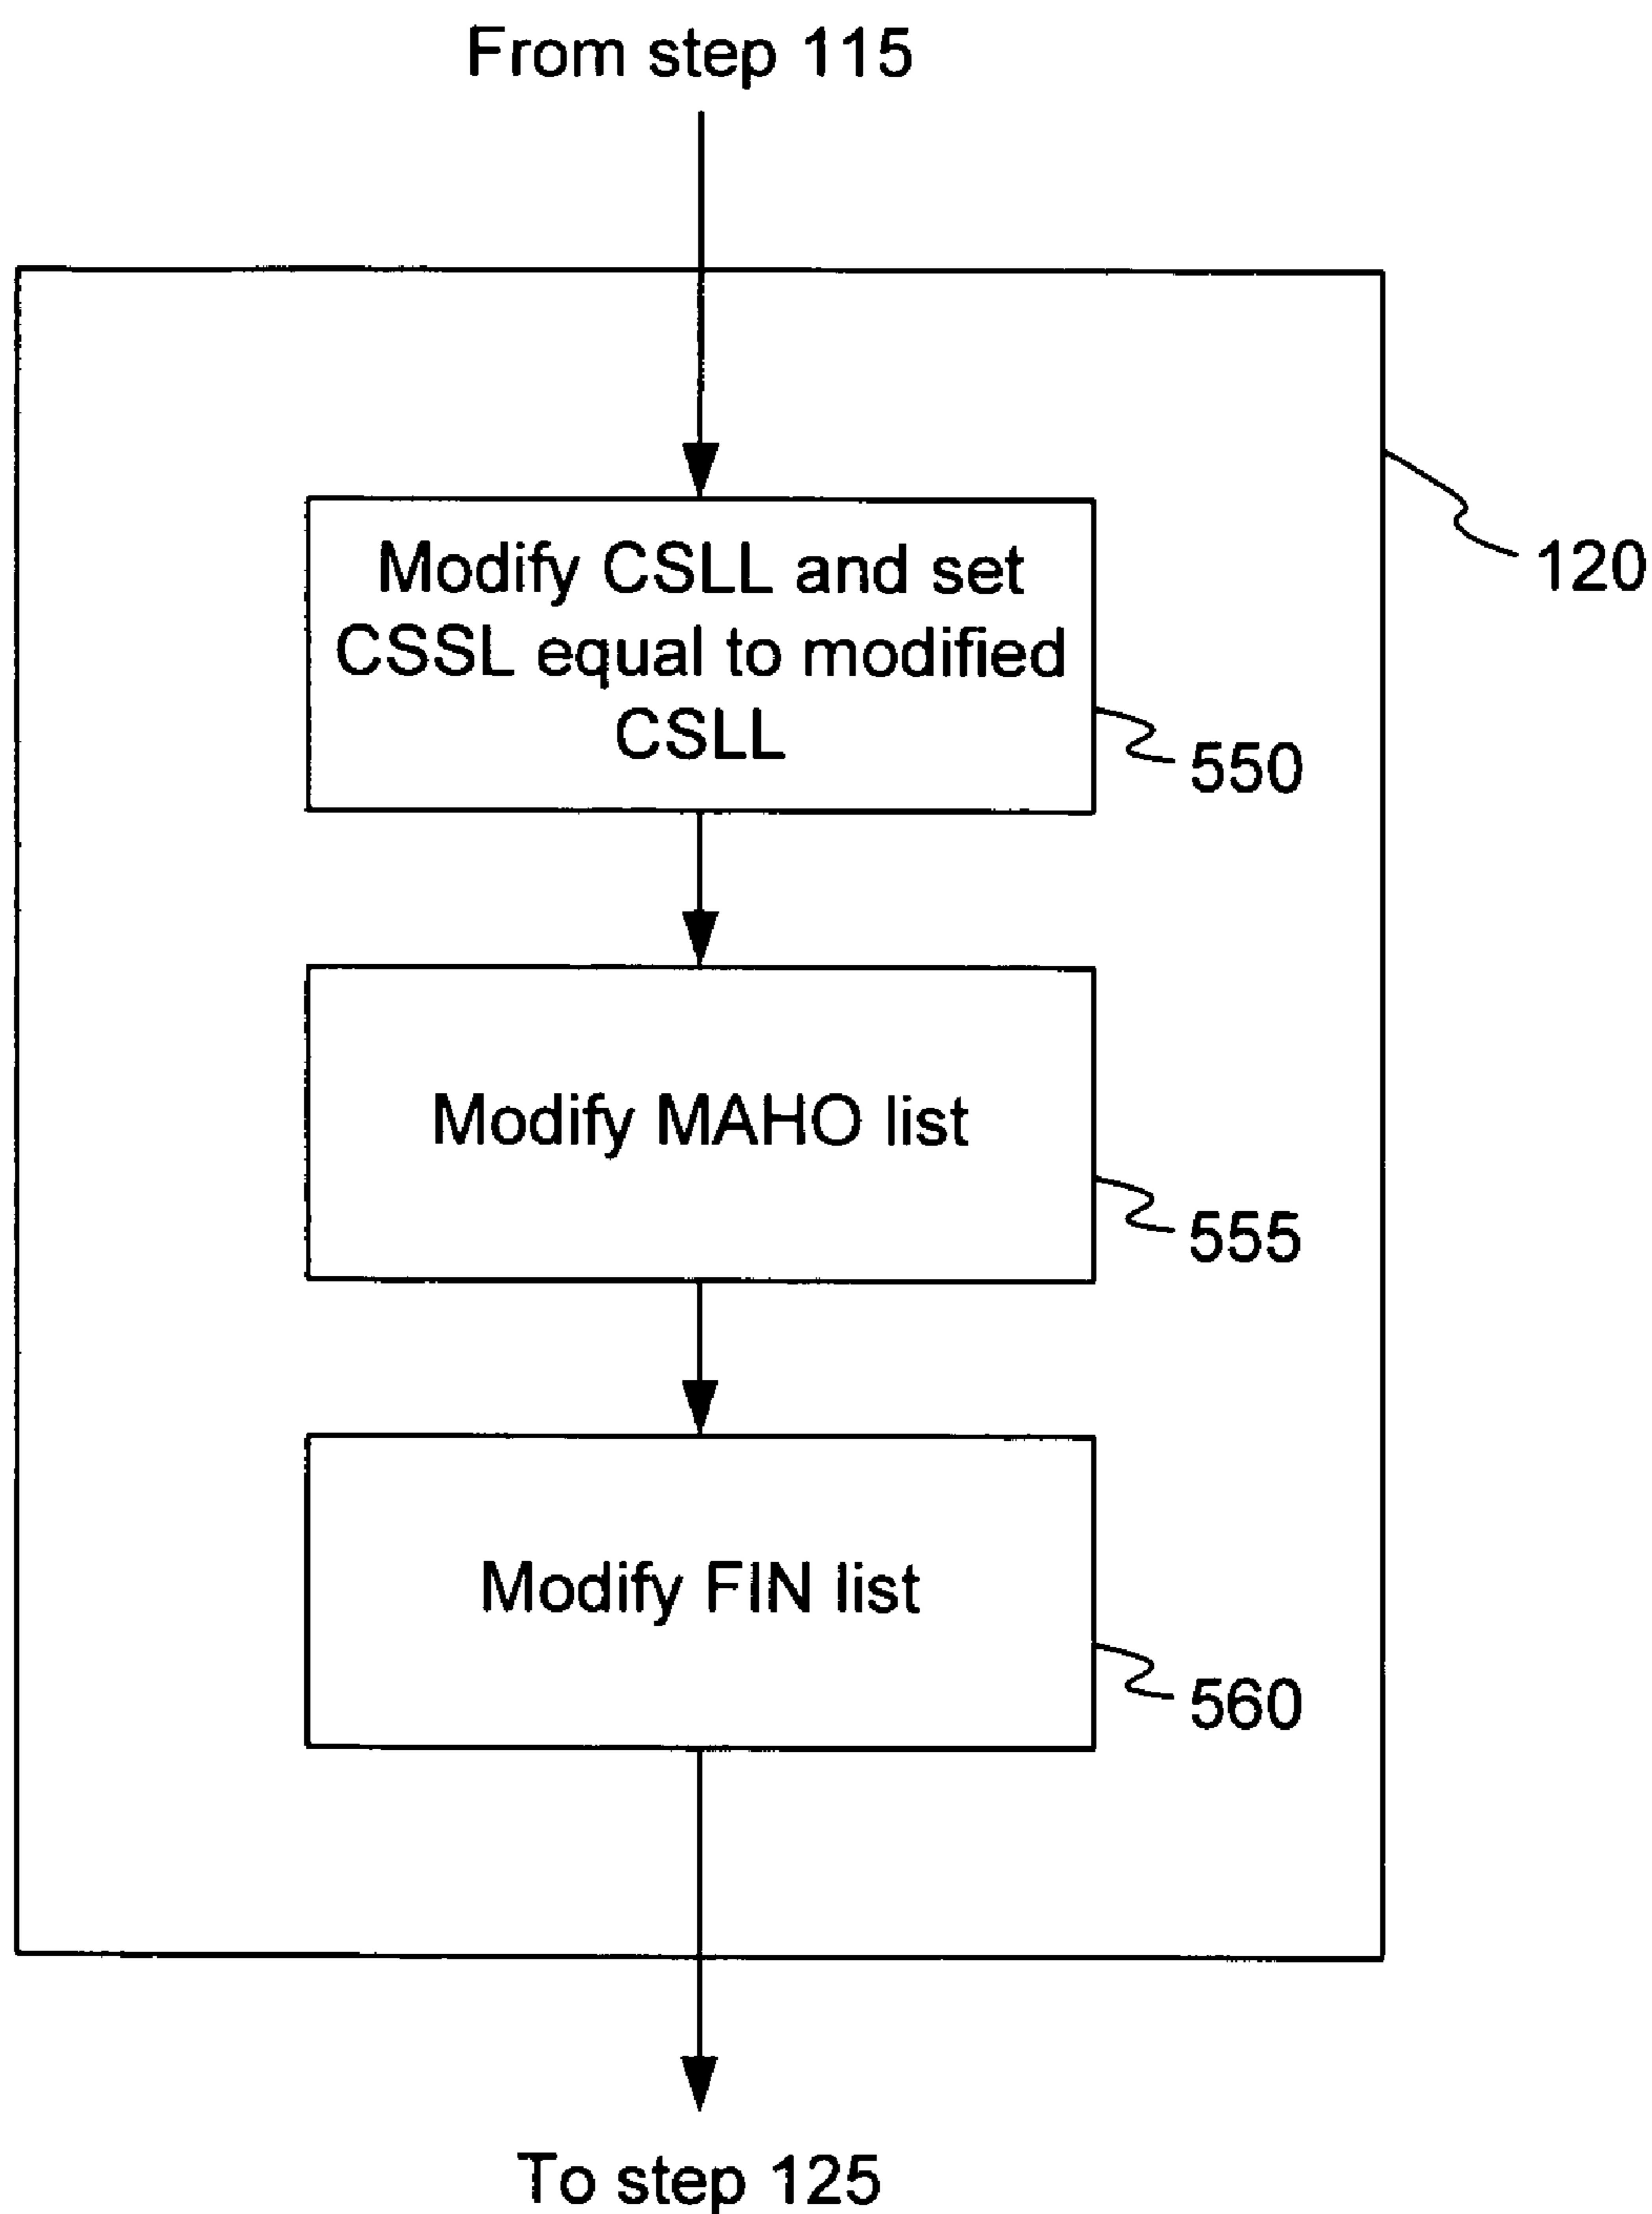 From step 115
120
Modify CSLL and set
CSSL equal to modified
CSLL
550
Modify MAHO list
555
Modify FIN list
560
To step 125